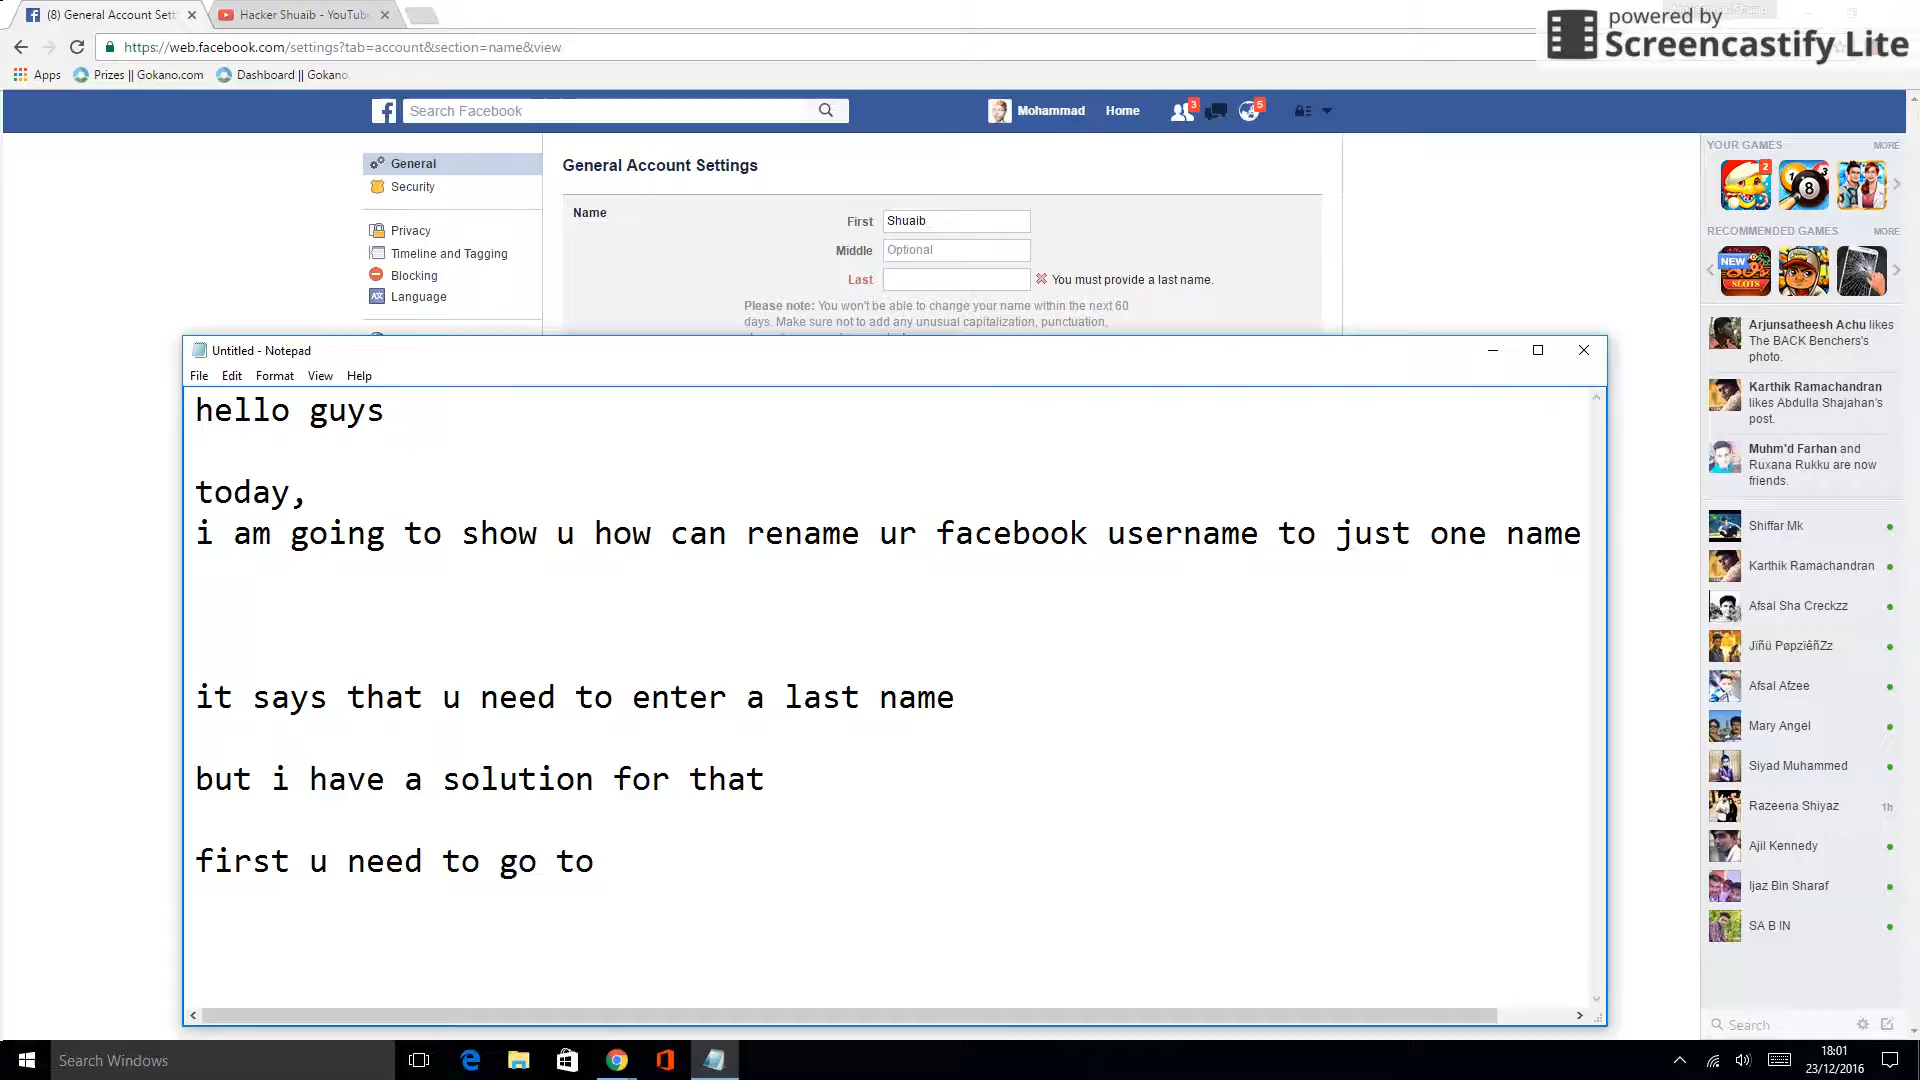 (8) General Account Sett
Hacker Shuaib - YouTube
powered by
Screencastify Lite
https://web.facebook.com/settings?tab=account&section=name&view
Apps
Prizes || Gokano.com
Dashboard || Gokano.
Search Facebook
Mohammad
Home
3
5
General
Security
Privacy
Timeline and Tagging
Blocking
Language
General Account Settings
Name
First
Shuaib
Middle
Optional
Last
You must provide a last name.
Please note: You won't be able to change your name within the next 60
days. Make sure not to add any unusual capitalization, punctuation,
Untitled - Notepad
File
Edit
Format
View
Help
hello guys
today,
i am going to show u how can rename ur facebook username to just one name
it says that u need to enter a last name
but i have a solution for that
first u need to go to
YOUR GAMES
MORE
2
8
RECOMMENDED GAMES
MORE
NEW
SLOTS
Arjunsatheesh Achu likes
The BACK Benchers's
photo.
Karthik Ramachandran
likes Abdulla Shajahan's
post.
Muhm'd Farhan and
Ruxana Rukku are now
friends.
Shiffar Mk
Karthik Ramachandran
Afsal Sha Creckzz
Jïñü PøpzïêñZz
Afsal Afzee
Mary Angel
Siyad Muhammed
Razeena Shiyaz
1h
Ajil Kennedy
Ijaz Bin Sharaf
SA B IN
Search
Search Windows
18:01
23/12/2016